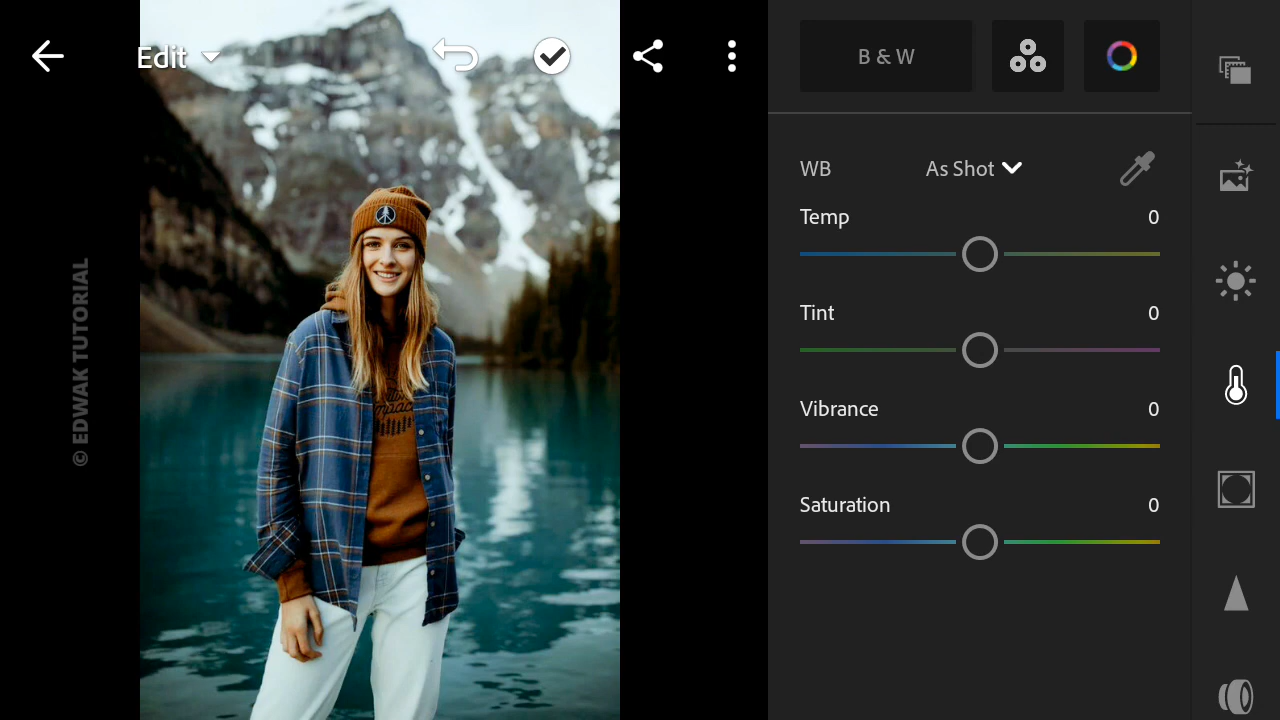 Edit
B & W
WB
As Shot
Temp
0
Tint
0
Vibrance
0
Saturation
0
© EDWAK TUTORIAL